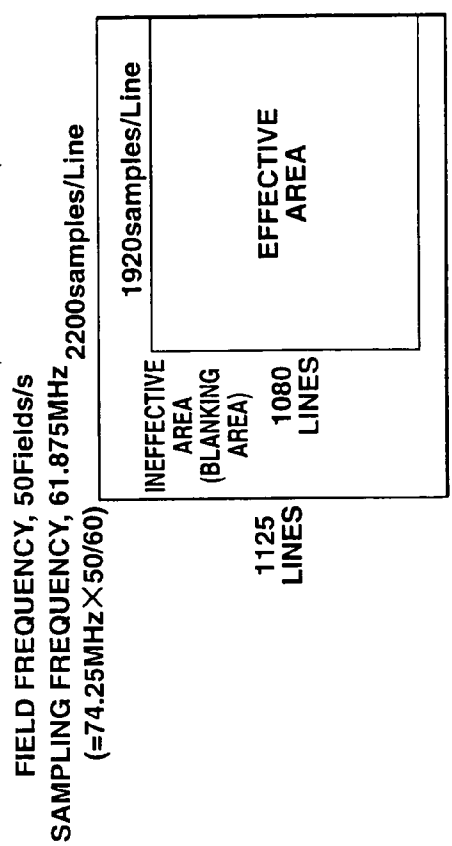 FIELD FREQUENCY, 50Fields/s
SAMPLING FREQUENCY, 61.875MHz
(=74.25MHz×50/60)
2200samples/Line
1920samples/Line
INEFFECTIVE
AREA
(BLANKING
AREA)
1080
LINES
EFFECTIVE
AREA
1125
LINES